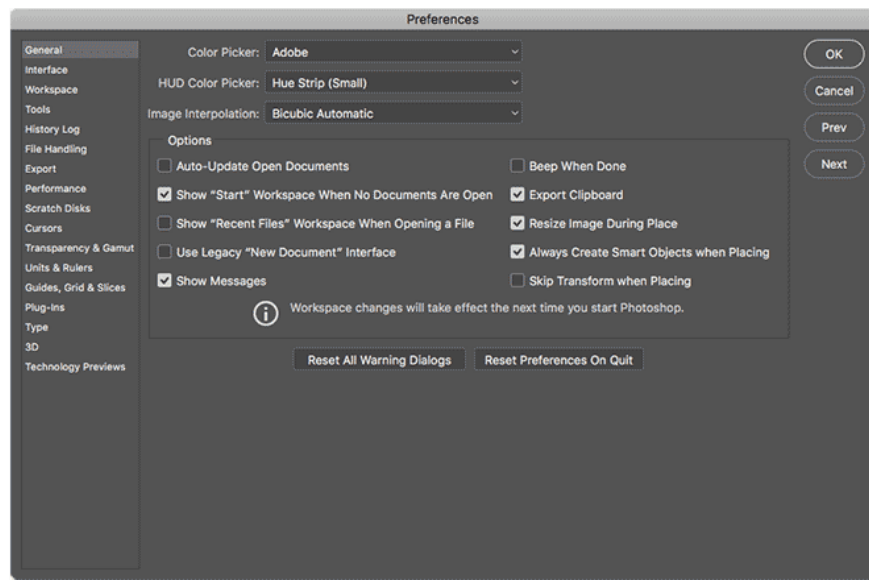 Preferences
General
Interface
Workspace
Tools
History Log
File Handling
Export
Performance
Scratch Disks
Cursors
Transparency & Gamut
Units & Rulers
Guides, Grid & Slices
Plug-Ins
Type
3D
Technology Previews
Color Picker: Adobe
HUD Color Picker: Hue Strip (Small)
Image Interpolation: Bicubic Automatic
Options
Auto-Update Open Documents
Show “Start” Workspace When No Documents Are Open
Show “Recent Files” Workspace When Opening a File
Use Legacy “New Document” Interface
Show Messages
Beep When Done
Export Clipboard
Resize Image During Place
Always Create Smart Objects when Placing
Skip Transform when Placing
Workspace changes will take effect the next time you start Photoshop.
Reset All Warning Dialogs
Reset Preferences On Quit
OK
Cancel
Prev
Next